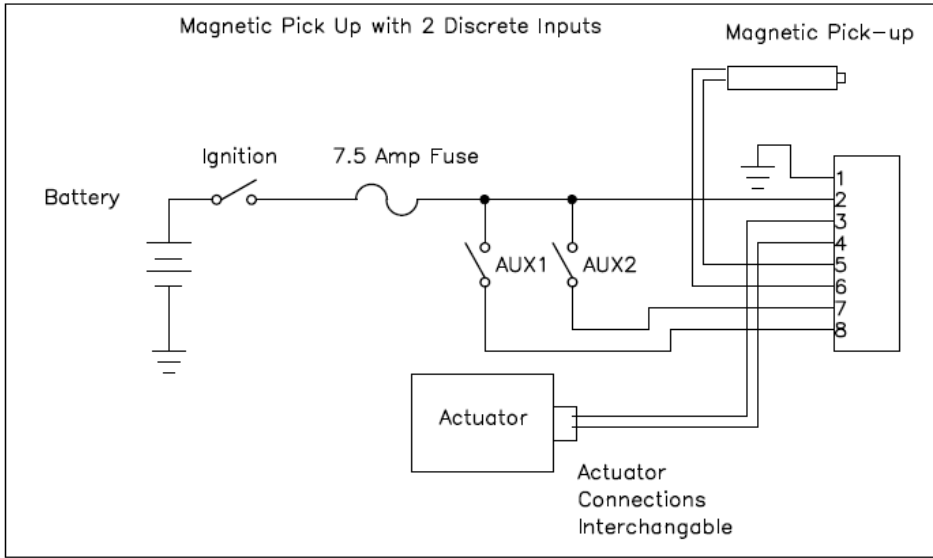 Magnetic Pick Up with 2 Discrete Inputs
Magnetic Pick-up
Ignition
7.5 Amp Fuse
Battery
1
2
3
4
5
6
7
8
AUX1
AUX2
Actuator
Actuator
Connections
Interchangable